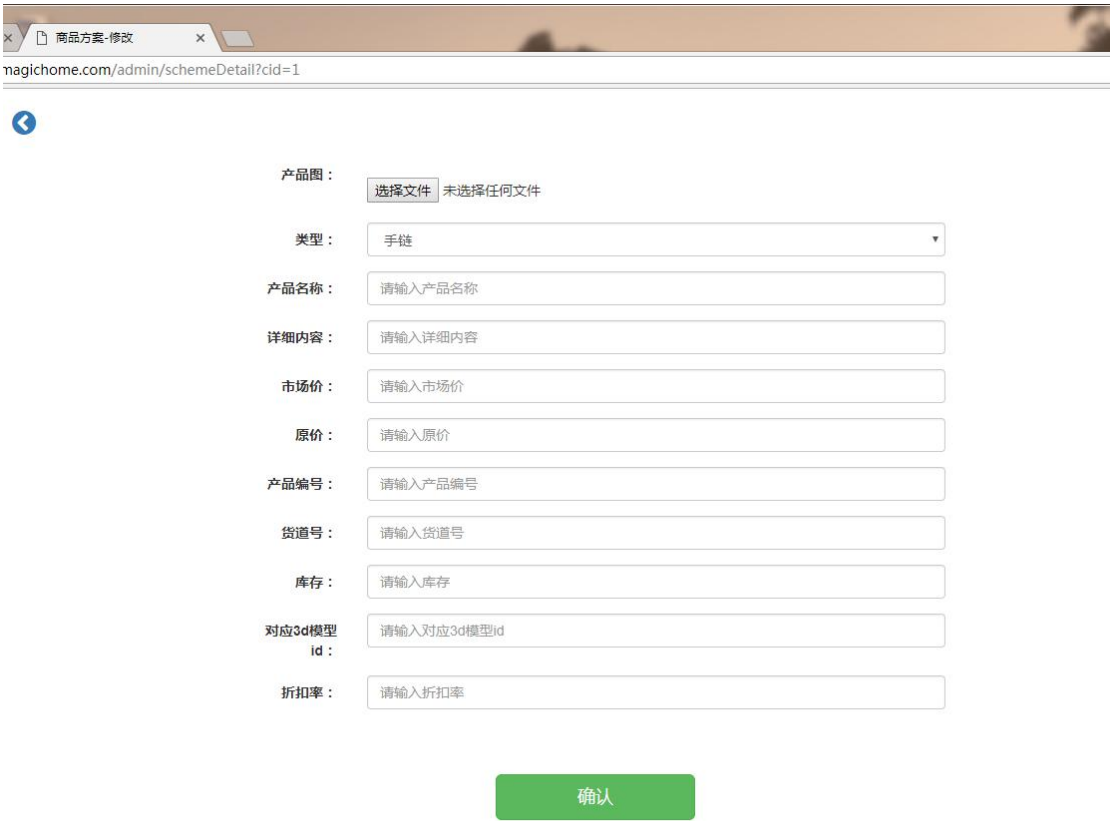 商品方案-修改
magichome.com/admin/schemeDetail?cid=1
产品图：
选择文件 未选择任何文件
类型： 手链
产品名称： 请输入产品名称
详细内容： 请输入详细内容
市场价： 请输入市场价
原价： 请输入原价
产品编号： 请输入产品编号
货道号： 请输入货道号
库存： 请输入库存
对应3d模型 请输入对应3d模型id
id：
折扣率： 请输入折扣率
确认